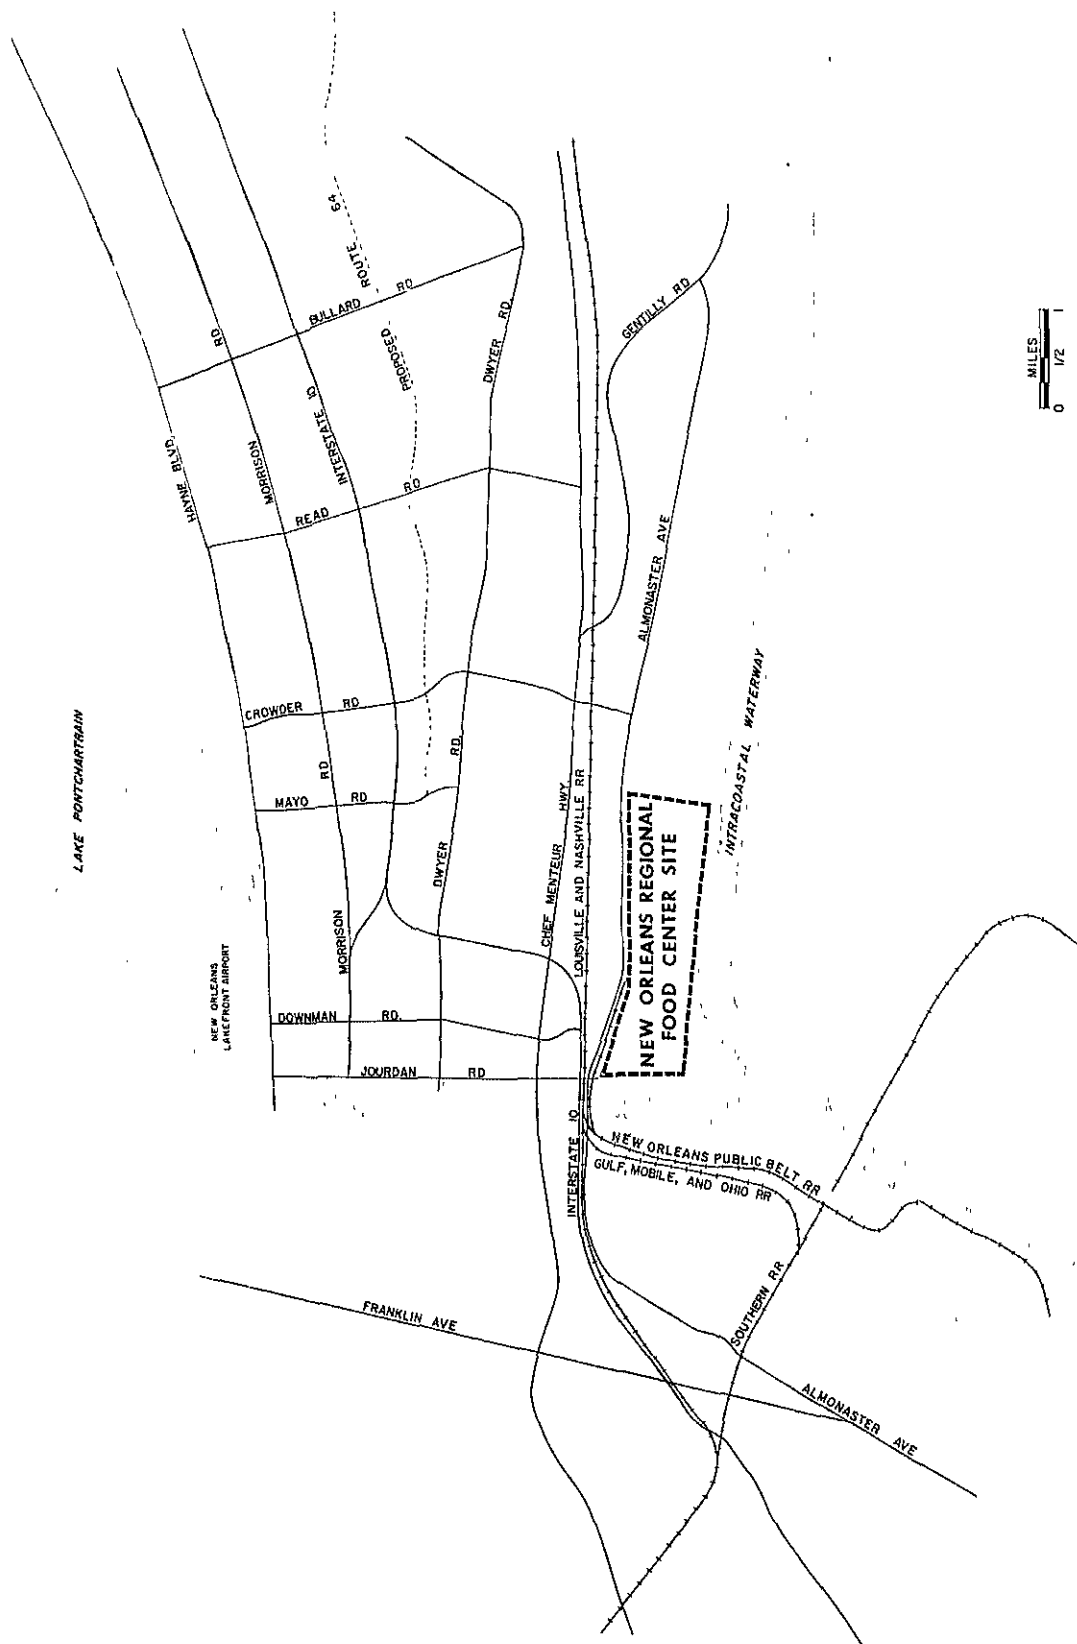 LAKE PONTCHARTRAIN
NEW ORLEANS
LAKEFRONT AIRPORT
HAYNE BLVD.
MORRISON RD
INTERSTATE 10
PROPOSED ROUTE 64
BULLARD RD
READ RD
DWYER RD.
CROWDER RD
MAYO RD
MORRISON RD
DWYER RD.
DOWNMAN RD.
JOURDAN RD
CHEF MENTEUR HWY.
LOUISVILLE AND NASHVILLE RR
GENTILLY RD
ALMONASTER AVE
NEW ORLEANS REGIONAL
FOOD CENTER SITE
INTRACOASTAL WATERWAY
INTERSTATE 10
NEW ORLEANS PUBLIC BELT RR
GULF, MOBILE, AND OHIO RR
SOUTHERN RR
FRANKLIN AVE
ALMONASTER AVE
MILES
0 1/2 1